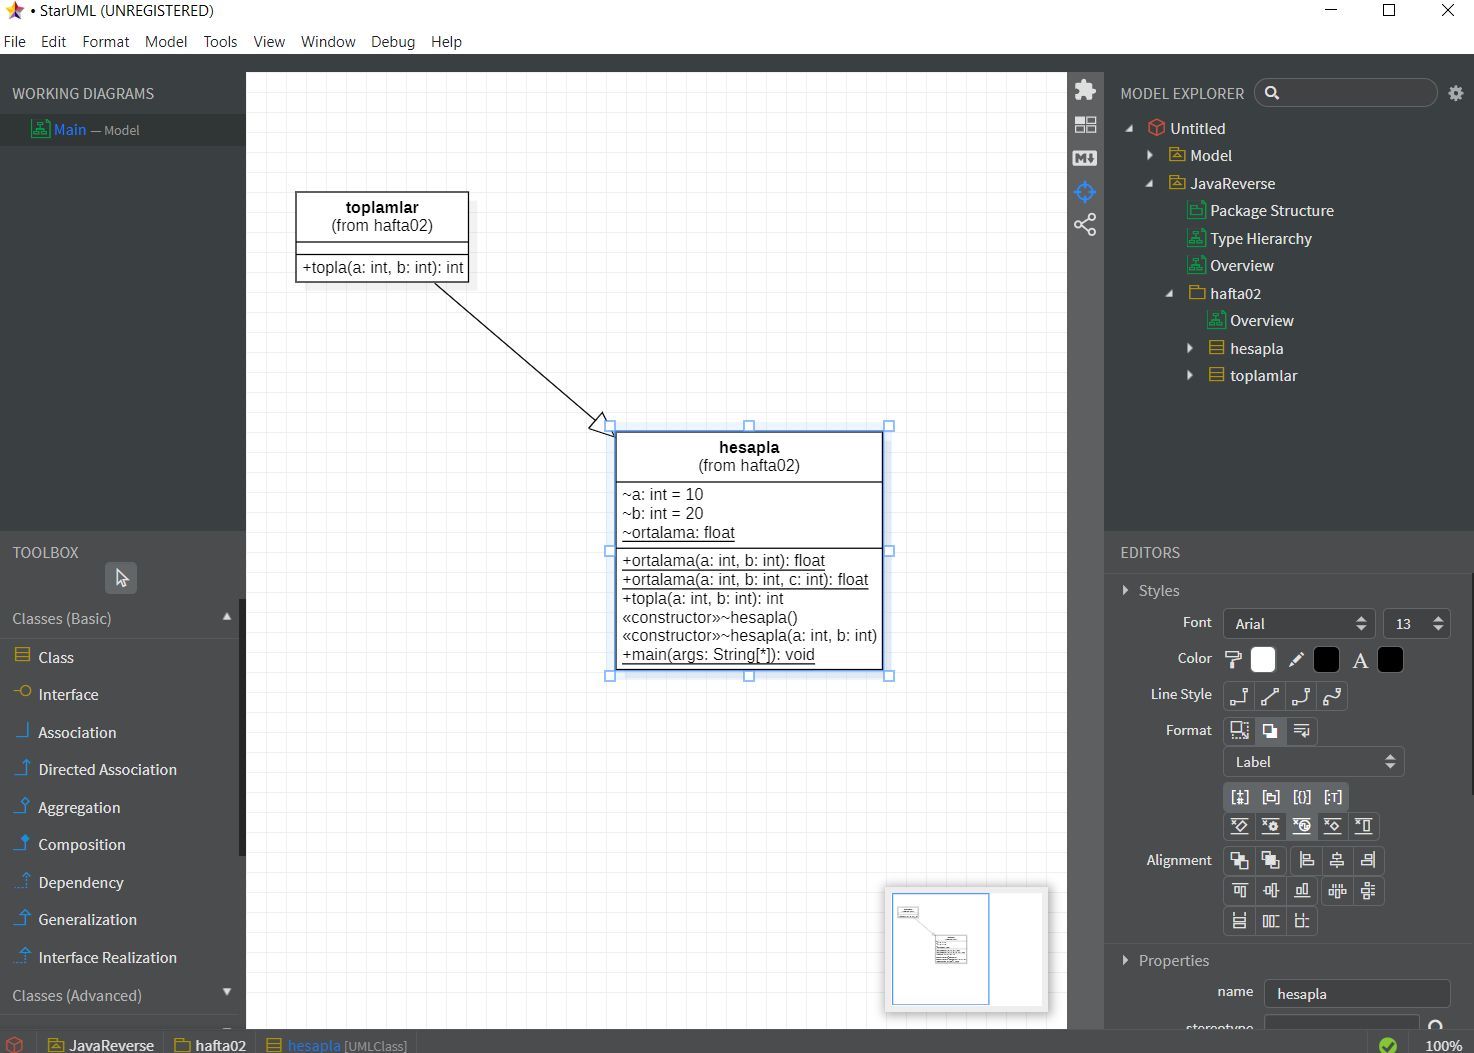 • StarUML (UNREGISTERED)
File Edit Format Model Tools View Window Debug Help
WORKING DIAGRAMS
Main — Model
TOOLBOX
Classes (Basic)
Class
Interface
Association
Directed Association
Aggregation
Composition
Dependency
Generalization
Interface Realization
Classes (Advanced)
toplamlar
(from hafta02)
+topla(a: int, b: int): int
hesapla
(from hafta02)
~a: int = 10
~b: int = 20
~ortalama: float
+ortalama(a: int, b: int): float
+ortalama(a: int, b: int, c: int): float
+topla(a: int, b: int): int
«constructor»~hesapla()
«constructor»~hesapla(a: int, b: int)
+main(args: String[*]): void
MODEL EXPLORER
Untitled
Model
JavaReverse
Package Structure
Type Hierarchy
Overview
hafta02
Overview
hesapla
toplamlar
EDITORS
Styles
Font Arial 13
Color A
Line Style
Format
Label
Alignment
Properties
name hesapla
stereotype
JavaReverse hafta02 hesapla [UMLClass] 100%